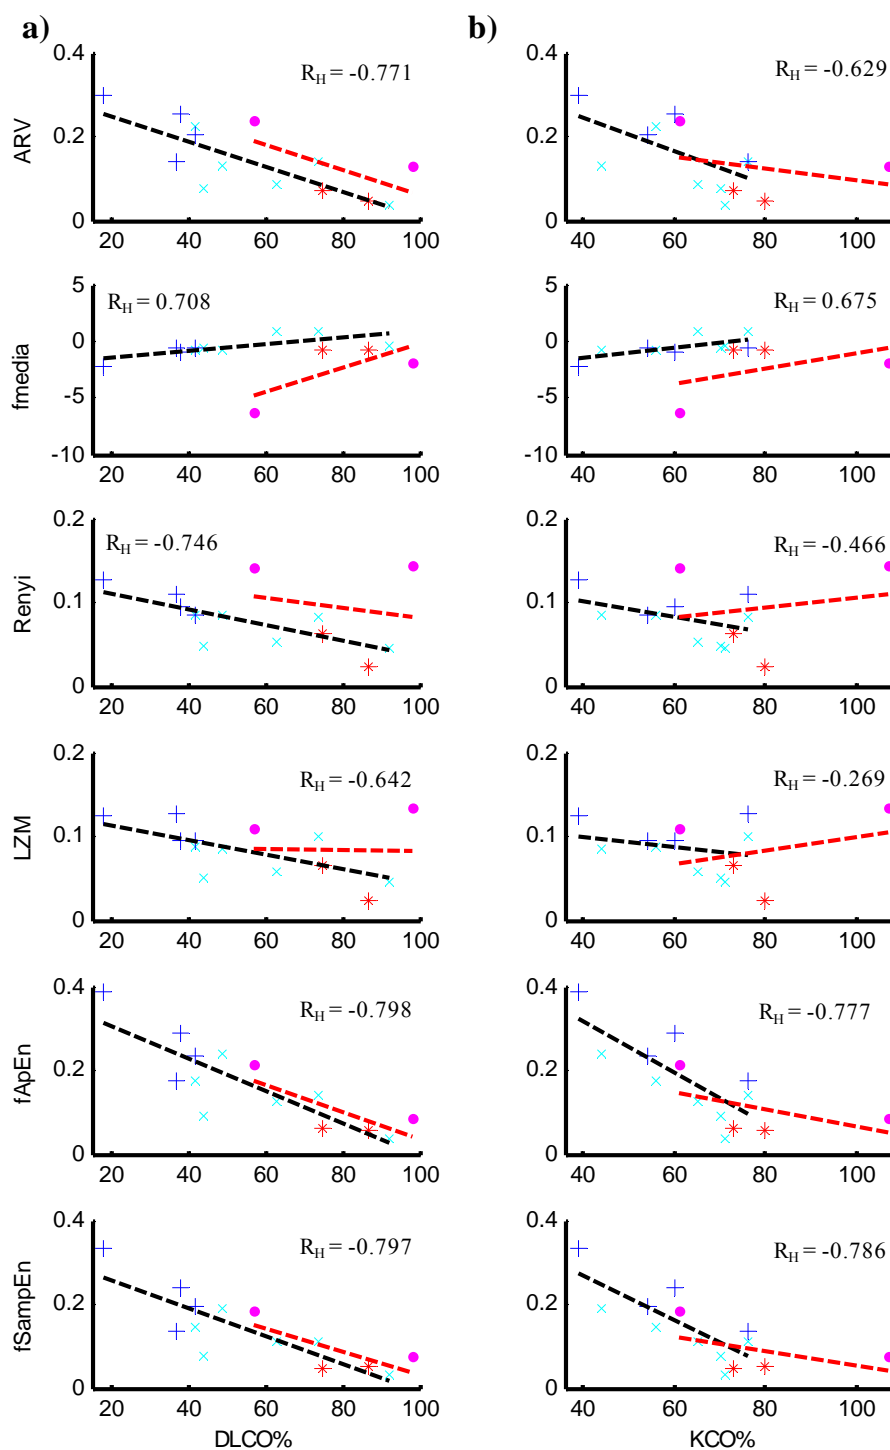 a)
b)
0.4
0.2
0
ARV
R_H = -0.771
20 40 60 80 100
0.4
0.2
0
R_H = -0.629
40 60 80 100
5
0
-5
-10
fmedia
R_H = 0.708
20 40 60 80 100
5
0
-5
-10
R_H = 0.675
40 60 80 100
0.2
0.1
0
Renyi
R_H = -0.746
20 40 60 80 100
0.2
0.1
0
R_H = -0.466
40 60 80 100
0.2
0.1
0
LZM
R_H = -0.642
20 40 60 80 100
0.2
0.1
0
R_H = -0.269
40 60 80 100
0.4
0.2
0
fApEn
R_H = -0.798
20 40 60 80 100
0.4
0.2
0
R_H = -0.777
40 60 80 100
0.4
0.2
0
fSampEn
R_H = -0.797
20 40 60 80 100
DLCO%
0.4
0.2
0
R_H = -0.786
40 60 80 100
KCO%